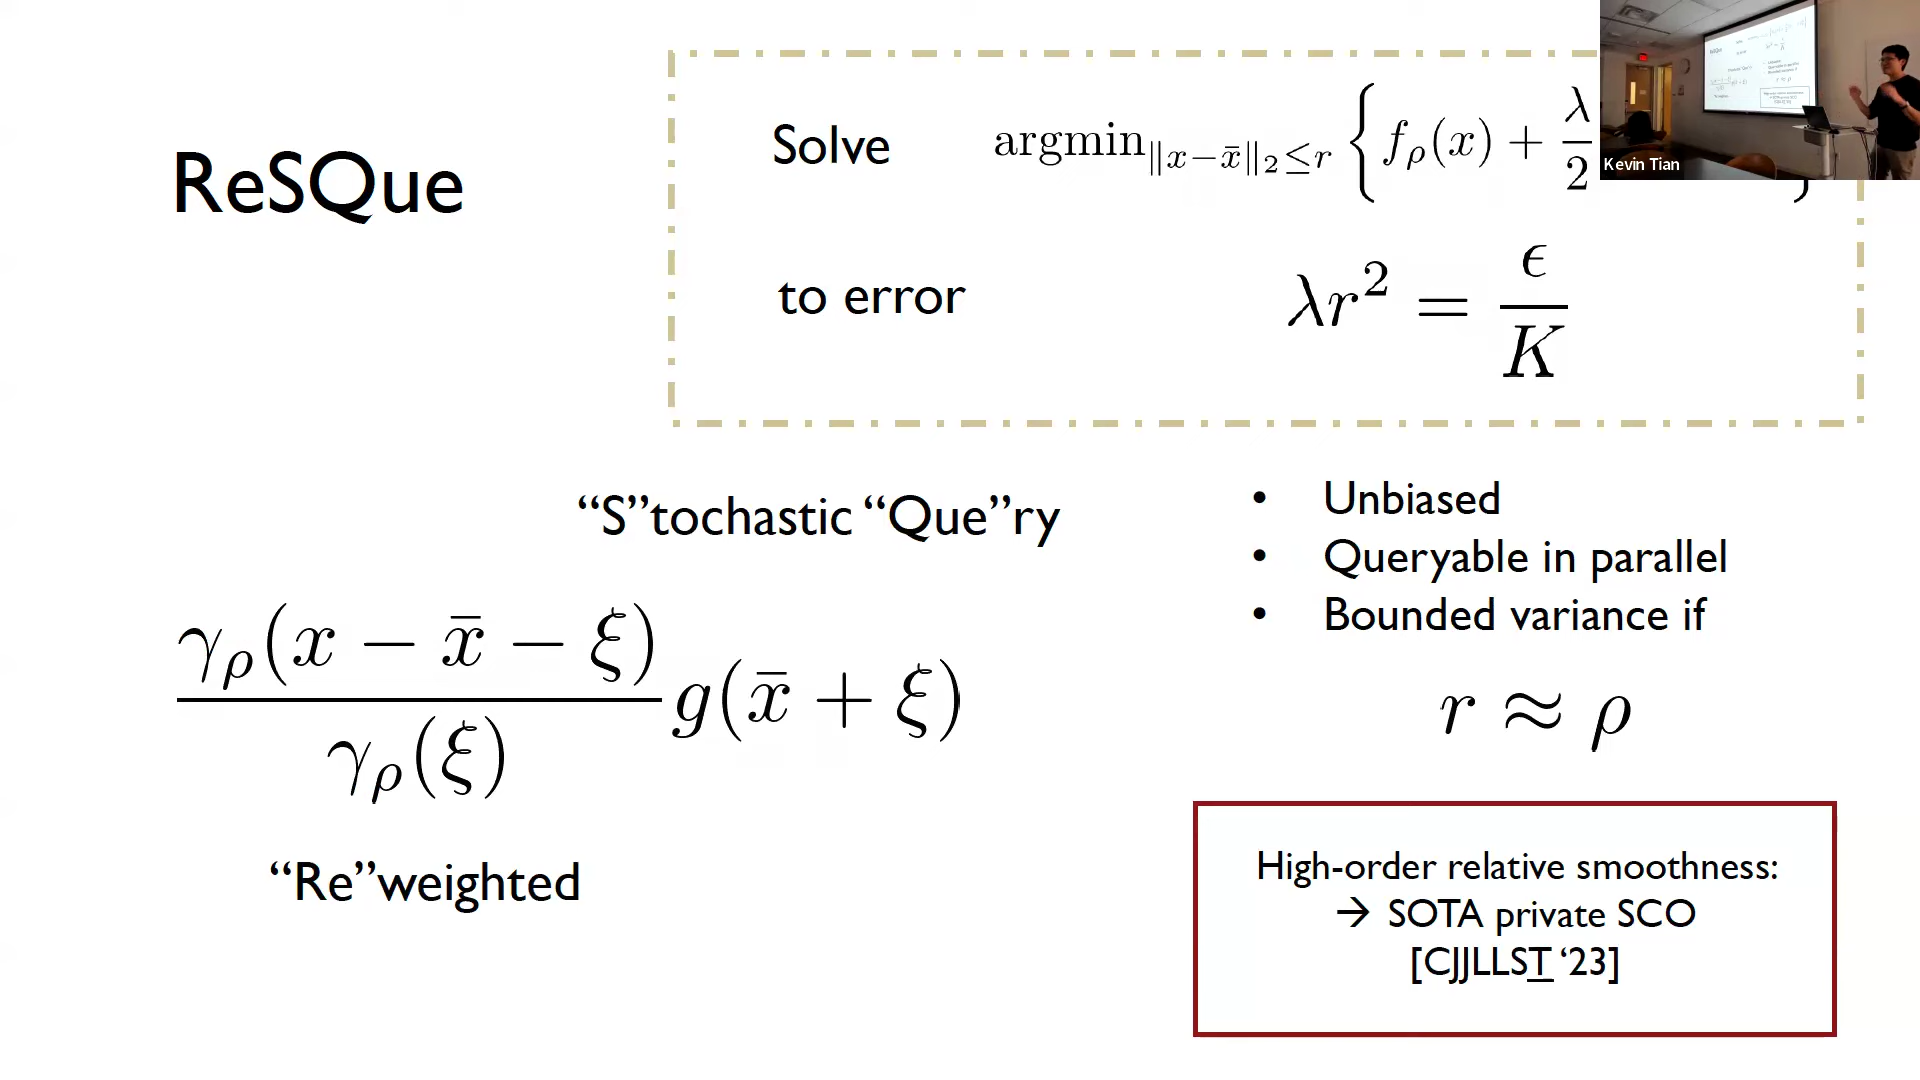 ReSQue
Solve argmin_{‖x−x̄‖₂≤r} { f_ρ(x) + λ/2
to error λr² = ϵ/K
“S”tochastic “Que”ry
γ_ρ(x − x̄ − ξ)/γ_ρ(ξ) g(x̄ + ξ)
“Re”weighted
• Unbiased
• Queryable in parallel
• Bounded variance if
r ≈ ρ
High-order relative smoothness:
→ SOTA private SCO
[CJJLLST ‘23]
Kevin Tian